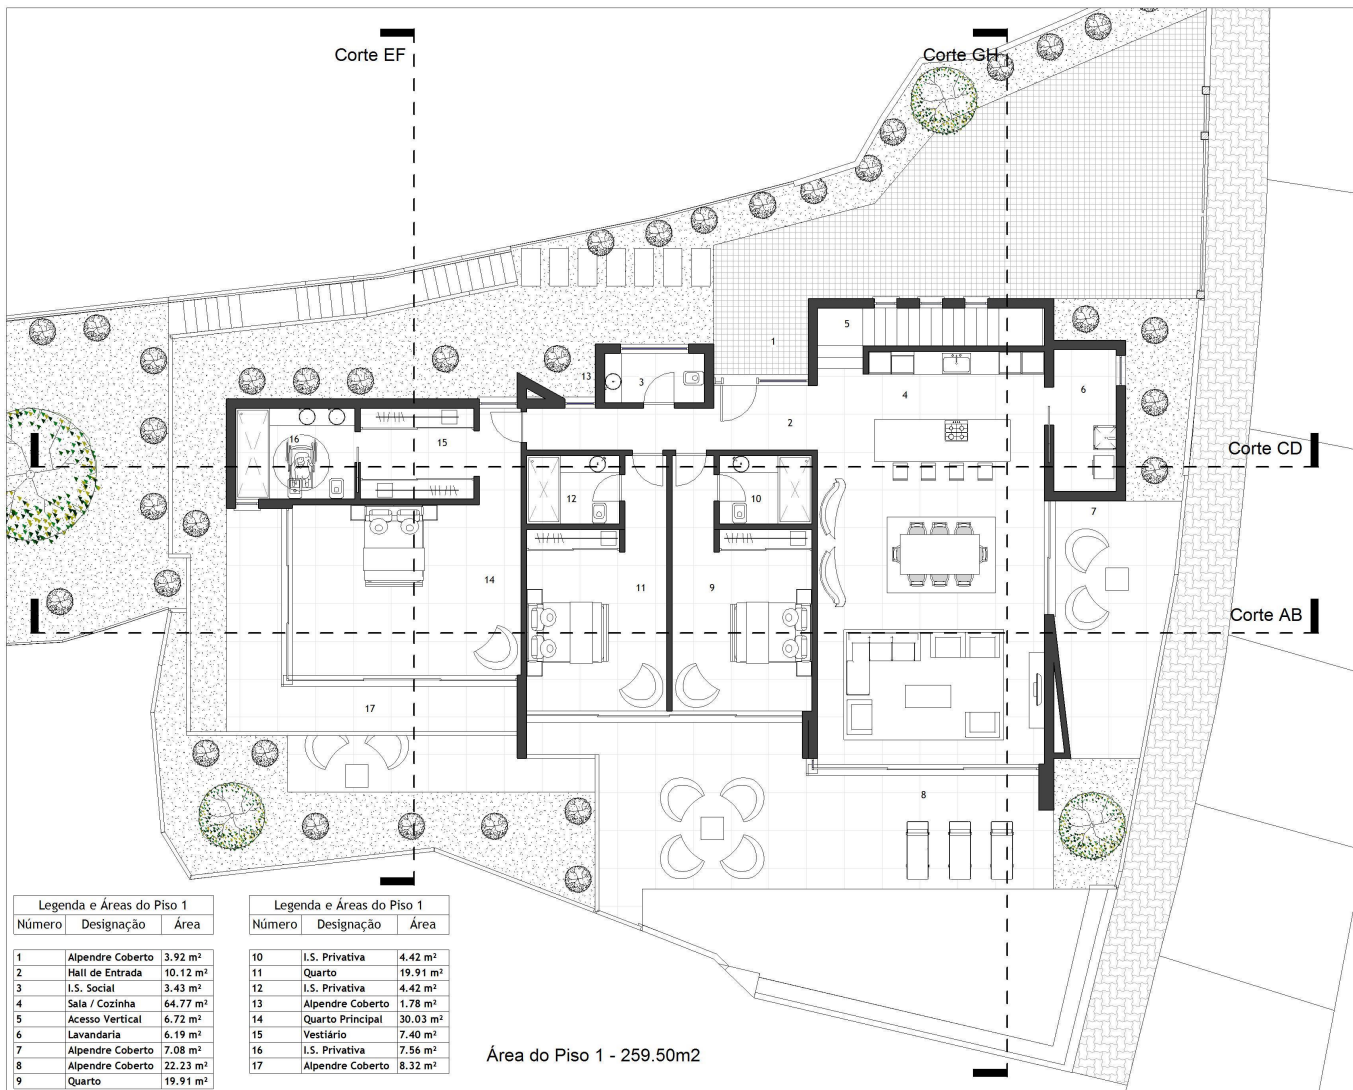 Corte EF
Corte GH
5
1
13
3
6
4
2
16
15
Corte CD
12
10
7
14
11
9
Corte AB
17
8
Legenda e Áreas do Piso 1
Número Designação Área
1 Alpendre Coberto 3.92 m²
2 Hall de Entrada 10.12 m²
3 I.S. Social 3.43 m²
4 Sala / Cozinha 64.77 m²
5 Acesso Vertical 6.72 m²
6 Lavandaria 6.19 m²
7 Alpendre Coberto 7.08 m²
8 Alpendre Coberto 22.23 m²
9 Quarto 19.91 m²
Legenda e Áreas do Piso 1
Número Designação Área
10 I.S. Privativa 4.42 m²
11 Quarto 19.91 m²
12 I.S. Privativa 4.42 m²
13 Alpendre Coberto 1.78 m²
14 Quarto Principal 30.03 m²
15 Vestiário 7.40 m²
16 I.S. Privativa 7.56 m²
17 Alpendre Coberto 8.32 m²
Área do Piso 1 - 259.50m2